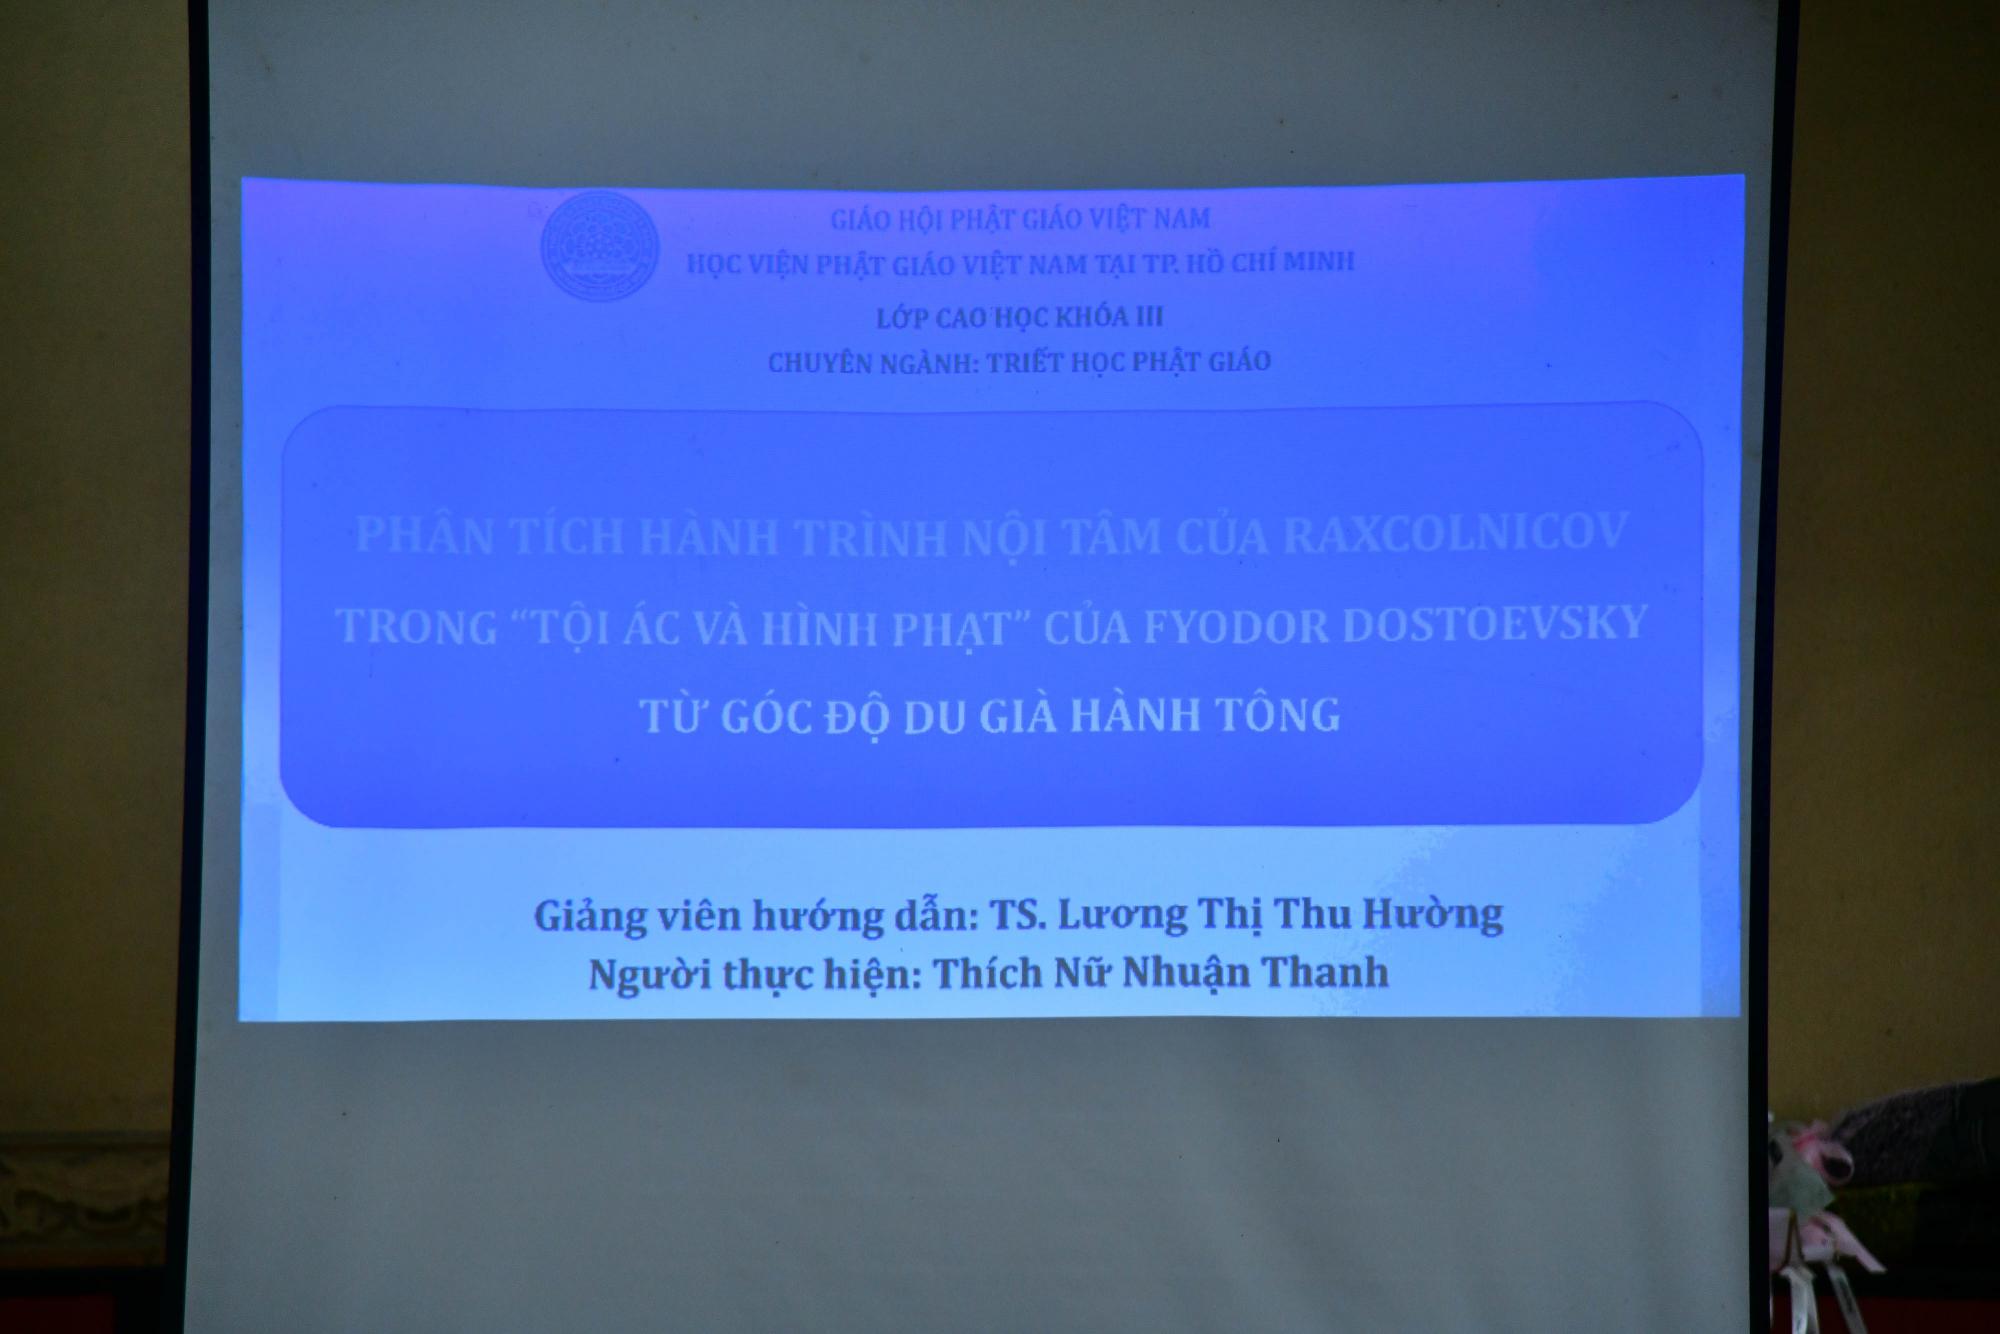 GIÁO HỘI PHẬT GIÁO VIỆT NAM
HỌC VIỆN PHẬT GIÁO VIỆT NAM TẠI TP. HỒ CHÍ MINH
LỚP CAO HỌC KHÓA III
CHUYÊN NGÀNH: TRIẾT HỌC PHẬT GIÁO
PHÂN TÍCH HÀNH TRÌNH NỘI TÂM CỦA RAXCOLNICOV
TRONG “TỘI ÁC VÀ HÌNH PHẠT” CỦA FYODOR DOSTOEVSKY
TỪ GÓC ĐỘ DU GIÀ HÀNH TÔNG
Giảng viên hướng dẫn: TS. Lương Thị Thu Hường
Người thực hiện: Thích Nữ Nhuận Thanh